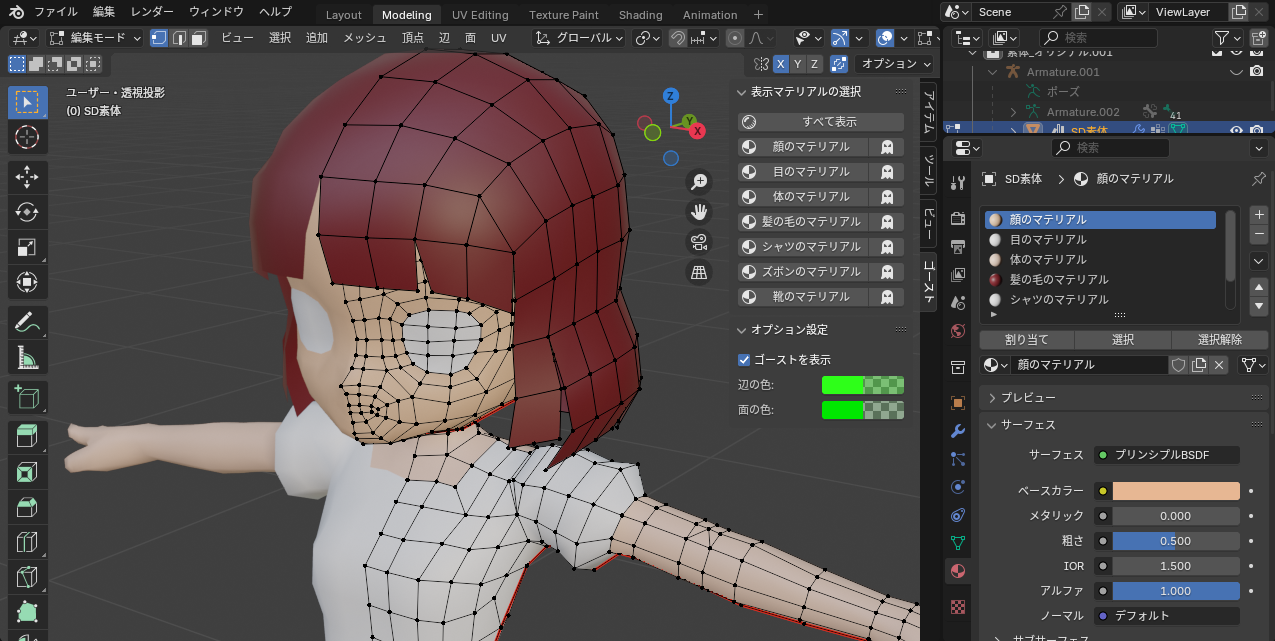 ファイル 編集 レンダー ウィンドウ ヘルプ Layout Modeling UV Editing Texture Paint Shading Animation + Scene ViewLayer
編集モード ビュー 選択 追加 メッシュ 頂点 辺 面 UV グローバル 検索
X Y Z オプション
素体_オリジナル.001
Armature.001
ポーズ
Armature.002 41
SD素体
ユーザー・透視投影
(0) SD素体
Z
Y
X
アイテム
ツール
ビュー
ゴースト
表示マテリアルの選択
すべて表示
顔のマテリアル
目のマテリアル
体のマテリアル
髪の毛のマテリアル
シャツのマテリアル
ズボンのマテリアル
靴のマテリアル
オプション設定
ゴーストを表示
辺の色:
面の色:
検索
SD素体 顔のマテリアル
顔のマテリアル
目のマテリアル
体のマテリアル
髪の毛のマテリアル
シャツのマテリアル
割り当て 選択 選択解除
顔のマテリアル
プレビュー
サーフェス
サーフェス プリンシプルBSDF
ベースカラー
メタリック 0.000
粗さ 0.500
IOR 1.500
アルファ 1.000
ノーマル デフォルト
サブサーフェス